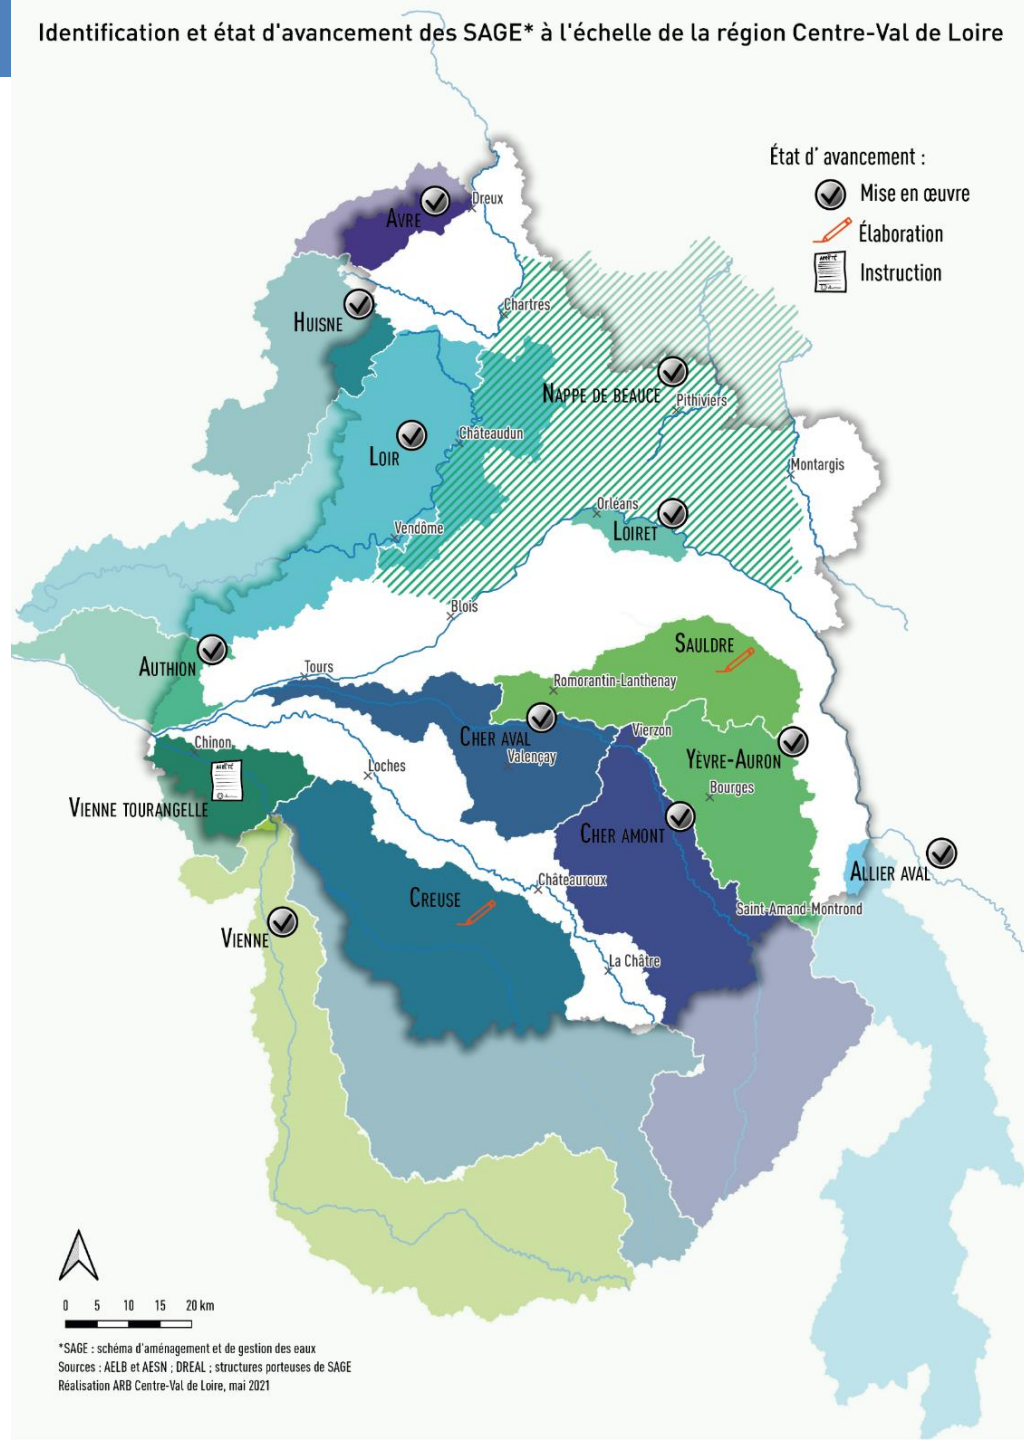 Identification et état d'avancement des SAGE* à l'échelle de la région Centre-Val de Loire
État d' avancement :
Mise en œuvre
Élaboration
Instruction
Avre
Dreux
Huisne
Chartres
Nappe de Beauce
Pithiviers
Loir
Châteaudun
Montargis
Orléans
Loiret
Vendôme
Blois
Authion
Sauldre
Tours
Romorantin-Lanthenay
Cher aval
Vierzon
Chinon
Valençay
Yèvre-Auron
Loches
Bourges
Vienne tourangelle
Cher amont
Allier aval
Châteauroux
Creuse
Saint-Amand-Montrond
Vienne
La Châtre
0 5 10 15 20 km
*SAGE : schéma d'aménagement et de gestion des eaux
Sources : AELB et AESN ; DREAL ; structures porteuses de SAGE
Réalisation ARB Centre-Val de Loire, mai 2021